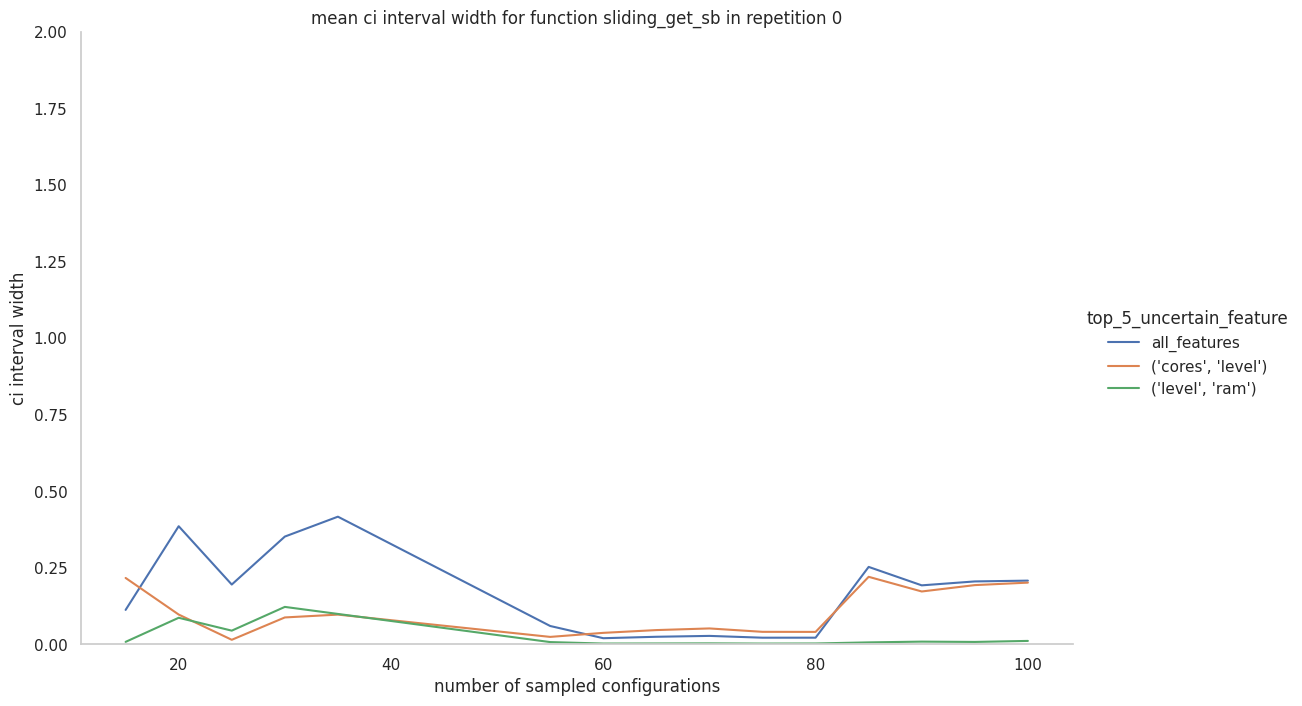 mean ci interval width for function sliding_get_sb in repetition 0
2.00
1.75
1.50
1.25
1.00
0.75
0.50
0.25
0.00
ci interval width
20
40
60
80
100
number of sampled configurations
top_5_uncertain_feature
all_features
('cores', 'level')
('level', 'ram')